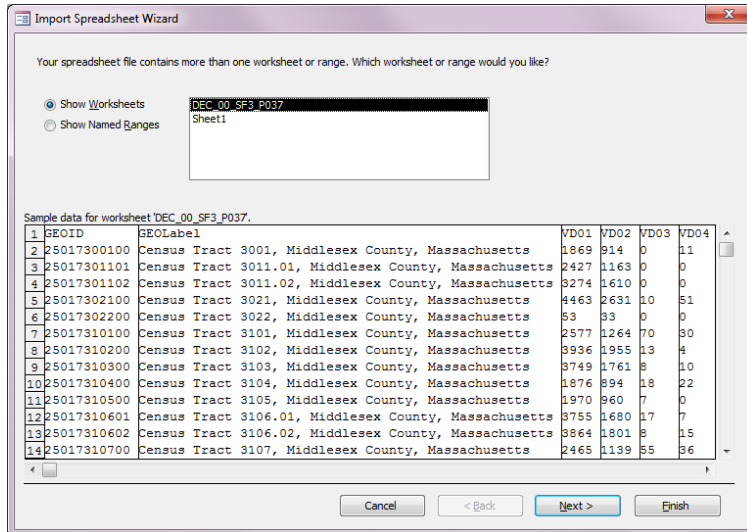 Import Spreadsheet Wizard
Your spreadsheet file contains more than one worksheet or range. Which worksheet or range would you like?
Show Worksheets
Show Named Ranges
DEC_00_SF3_P037
Sheet1
Sample data for worksheet 'DEC_00_SF3_P037'.
1 GEOID GEOLabel VD01 VD02 VD03 VD04
2 25017300100 Census Tract 3001, Middlesex County, Massachusetts 1869 914 0 11
3 25017301101 Census Tract 3011.01, Middlesex County, Massachusetts 2427 1163 0 0
4 25017301102 Census Tract 3011.02, Middlesex County, Massachusetts 3274 1610 0 0
5 25017302100 Census Tract 3021, Middlesex County, Massachusetts 4463 2631 10 51
6 25017302200 Census Tract 3022, Middlesex County, Massachusetts 53 33 0 0
7 25017310100 Census Tract 3101, Middlesex County, Massachusetts 2577 1264 70 30
8 25017310200 Census Tract 3102, Middlesex County, Massachusetts 3936 1955 13 4
9 25017310300 Census Tract 3103, Middlesex County, Massachusetts 3749 1761 8 10
10 25017310400 Census Tract 3104, Middlesex County, Massachusetts 1876 894 18 22
11 25017310500 Census Tract 3105, Middlesex County, Massachusetts 1970 960 7 0
12 25017310601 Census Tract 3106.01, Middlesex County, Massachusetts 3755 1680 17 7
13 25017310602 Census Tract 3106.02, Middlesex County, Massachusetts 3864 1801 8 15
14 25017310700 Census Tract 3107, Middlesex County, Massachusetts 2465 1139 55 36
Cancel < Back Next > Finish